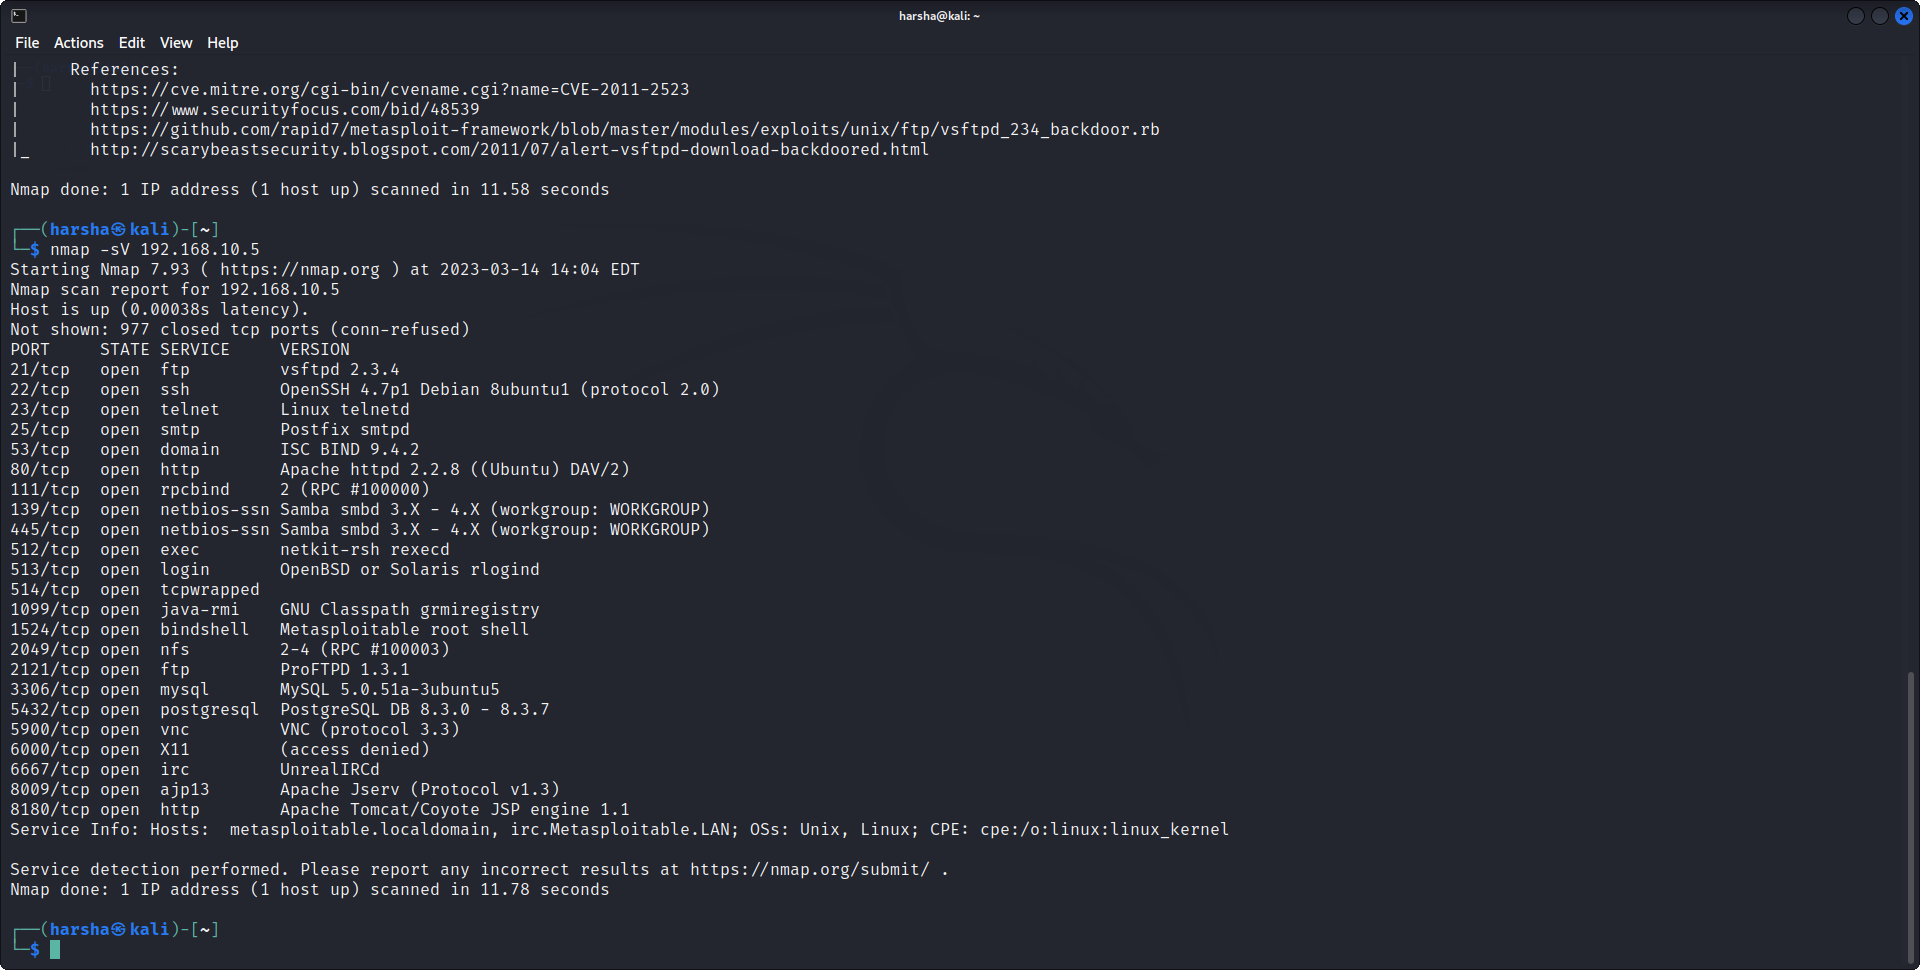 harsha@kali: ~
File Actions Edit View Help
|     References:
|       https://cve.mitre.org/cgi-bin/cvename.cgi?name=CVE-2011-2523
|       https://www.securityfocus.com/bid/48539
|       https://github.com/rapid7/metasploit-framework/blob/master/modules/exploits/unix/ftp/vsftpd_234_backdoor.rb
|_      http://scarybeastsecurity.blogspot.com/2011/07/alert-vsftpd-download-backdoored.html
Nmap done: 1 IP address (1 host up) scanned in 11.58 seconds
┌──(harsha㉿kali)-[~]
└─$ nmap -sV 192.168.10.5
Starting Nmap 7.93 ( https://nmap.org ) at 2023-03-14 14:04 EDT
Nmap scan report for 192.168.10.5
Host is up (0.00038s latency).
Not shown: 977 closed tcp ports (conn-refused)
PORT     STATE SERVICE     VERSION
21/tcp   open  ftp         vsftpd 2.3.4
22/tcp   open  ssh         OpenSSH 4.7p1 Debian 8ubuntu1 (protocol 2.0)
23/tcp   open  telnet      Linux telnetd
25/tcp   open  smtp        Postfix smtpd
53/tcp   open  domain      ISC BIND 9.4.2
80/tcp   open  http        Apache httpd 2.2.8 ((Ubuntu) DAV/2)
111/tcp  open  rpcbind     2 (RPC #100000)
139/tcp  open  netbios-ssn Samba smbd 3.X - 4.X (workgroup: WORKGROUP)
445/tcp  open  netbios-ssn Samba smbd 3.X - 4.X (workgroup: WORKGROUP)
512/tcp  open  exec        netkit-rsh rexecd
513/tcp  open  login       OpenBSD or Solaris rlogind
514/tcp  open  tcpwrapped
1099/tcp open  java-rmi    GNU Classpath grmiregistry
1524/tcp open  bindshell   Metasploitable root shell
2049/tcp open  nfs         2-4 (RPC #100003)
2121/tcp open  ftp         ProFTPD 1.3.1
3306/tcp open  mysql       MySQL 5.0.51a-3ubuntu5
5432/tcp open  postgresql  PostgreSQL DB 8.3.0 - 8.3.7
5900/tcp open  vnc         VNC (protocol 3.3)
6000/tcp open  X11         (access denied)
6667/tcp open  irc         UnrealIRCd
8009/tcp open  ajp13       Apache Jserv (Protocol v1.3)
8180/tcp open  http        Apache Tomcat/Coyote JSP engine 1.1
Service Info: Hosts:  metasploitable.localdomain, irc.Metasploitable.LAN; OSs: Unix, Linux; CPE: cpe:/o:linux:linux_kernel
Service detection performed. Please report any incorrect results at https://nmap.org/submit/ .
Nmap done: 1 IP address (1 host up) scanned in 11.78 seconds
┌──(harsha㉿kali)-[~]
└─$